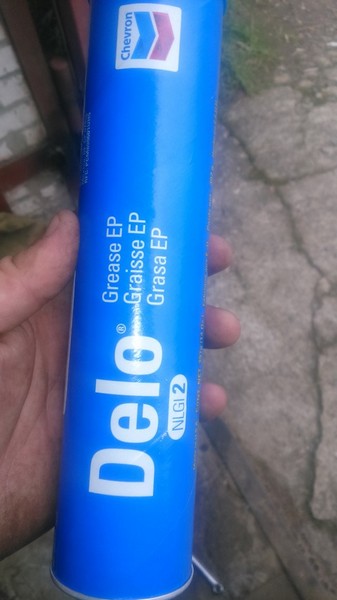 Chevron
Grease EP
Graisse EP
Grasa EP
Delo®
NLGI 2